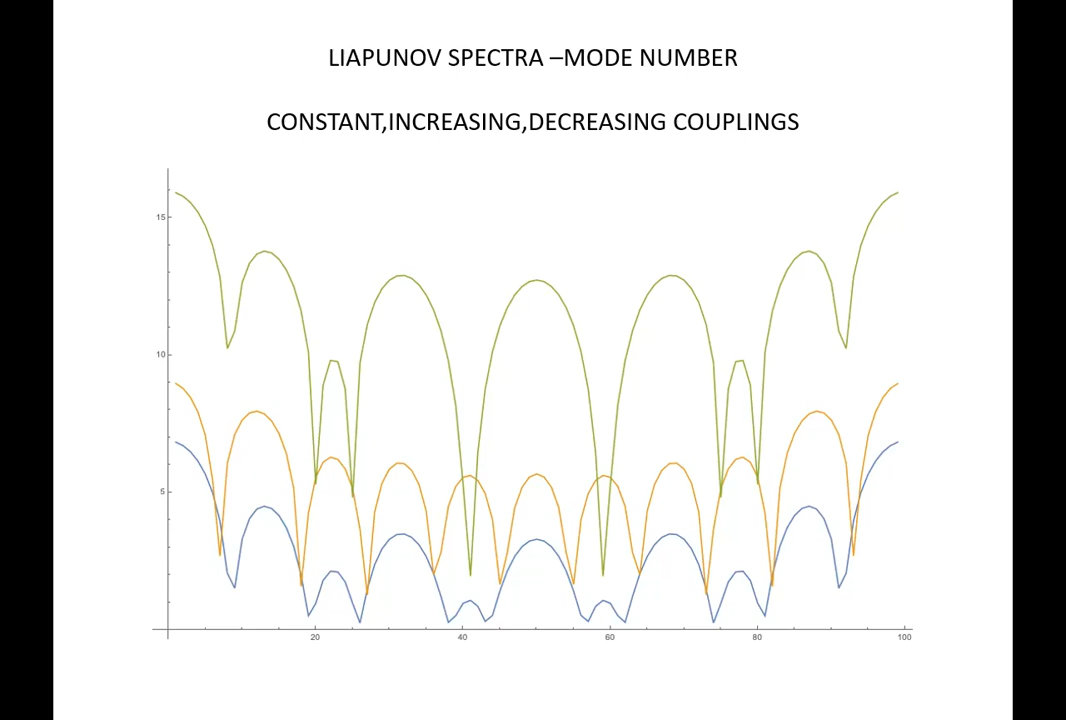 LIAPUNOV SPECTRA –MODE NUMBER
CONSTANT,INCREASING,DECREASING COUPLINGS
15
10
5
20 40 60 80 100